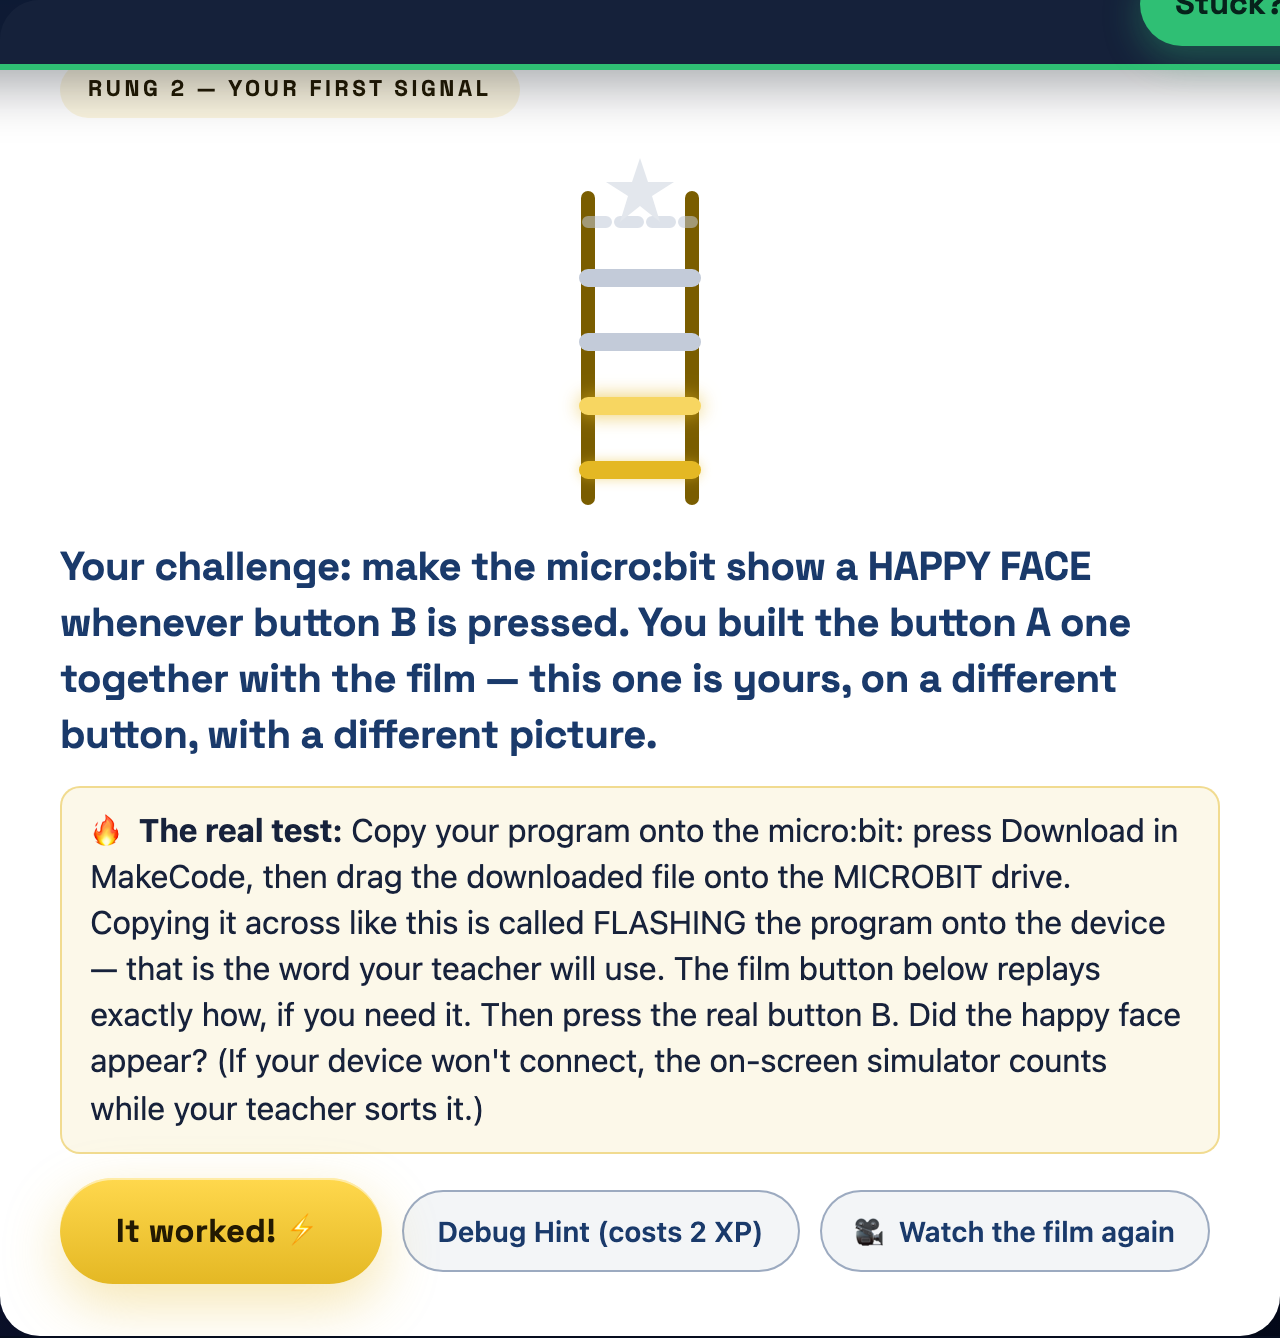 Stuck?
RUNG 2 — YOUR FIRST SIGNAL
Your challenge: make the micro:bit show a HAPPY FACE
whenever button B is pressed. You built the button A one
together with the film — this one is yours, on a different
button, with a different picture.
🔥 The real test: Copy your program onto the micro:bit: press Download in
MakeCode, then drag the downloaded file onto the MICROBIT drive.
Copying it across like this is called FLASHING the program onto the device
— that is the word your teacher will use. The film button below replays
exactly how, if you need it. Then press the real button B. Did the happy face
appear? (If your device won't connect, the on-screen simulator counts
while your teacher sorts it.)
It worked! ⚡
Debug Hint (costs 2 XP)
🎥 Watch the film again